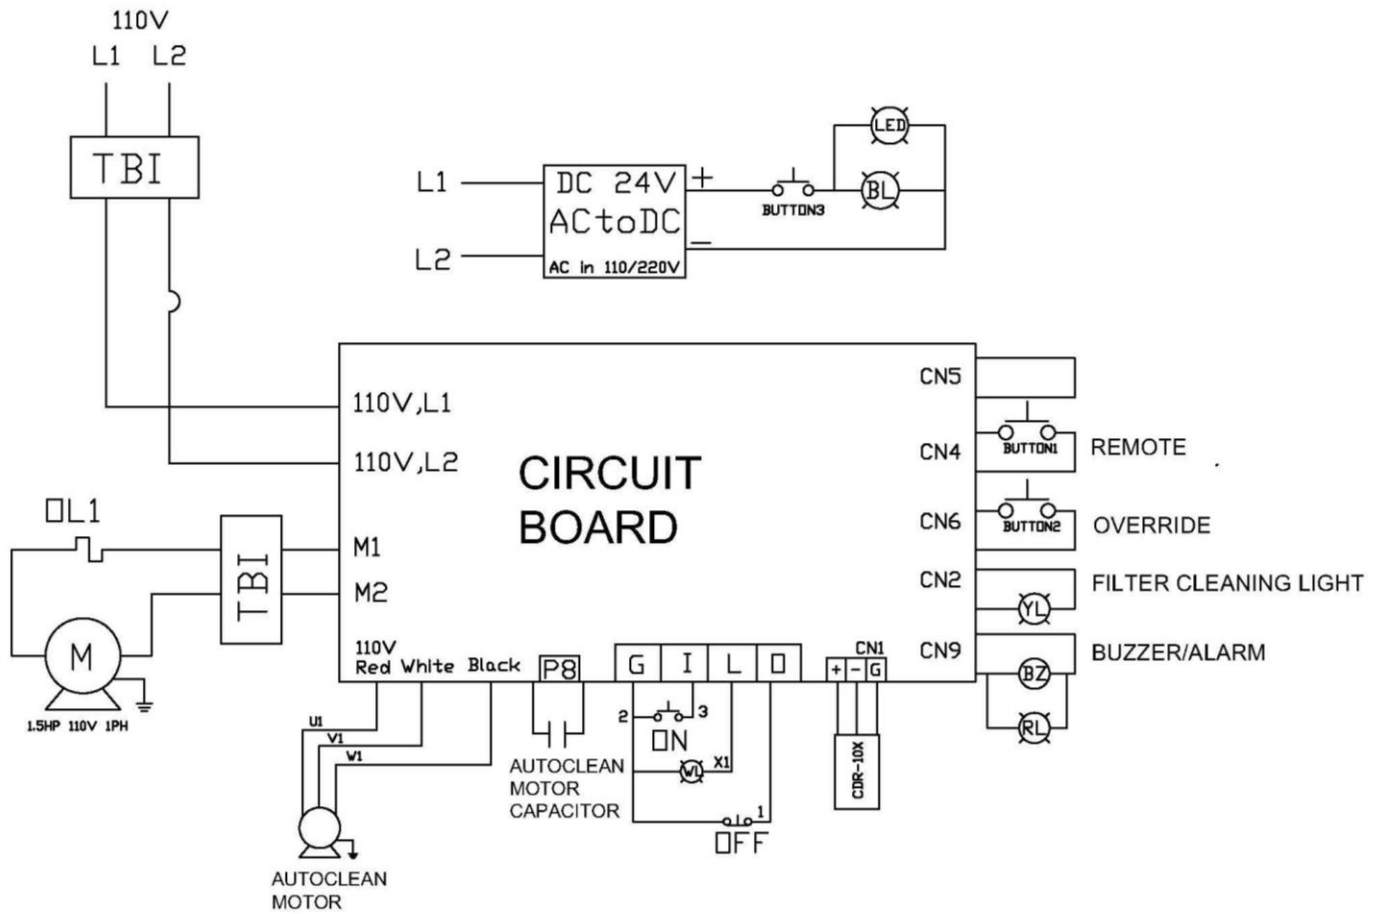 110V
L1 L2
TBI
L1
L2
DC 24V
ACtoDC
AC in 110/220V
+
−
BUTTON3
LED
BL
110V,L1
110V,L2
CIRCUIT
BOARD
OL1
TBI
M1
M2
M
1.5HP 110V 1PH
110V
Red White Black
U1
V1
W1
AUTOCLEAN
MOTOR
P8
AUTOCLEAN
MOTOR
CAPACITOR
G I L O
2 3
ON
WL X1
1
OFF
CN1
+ - G
CDR-10X
CN5
CN4
BUTTON1
REMOTE
CN6
BUTTON2
OVERRIDE
CN2
YL
FILTER CLEANING LIGHT
CN9
BZ
RL
BUZZER/ALARM